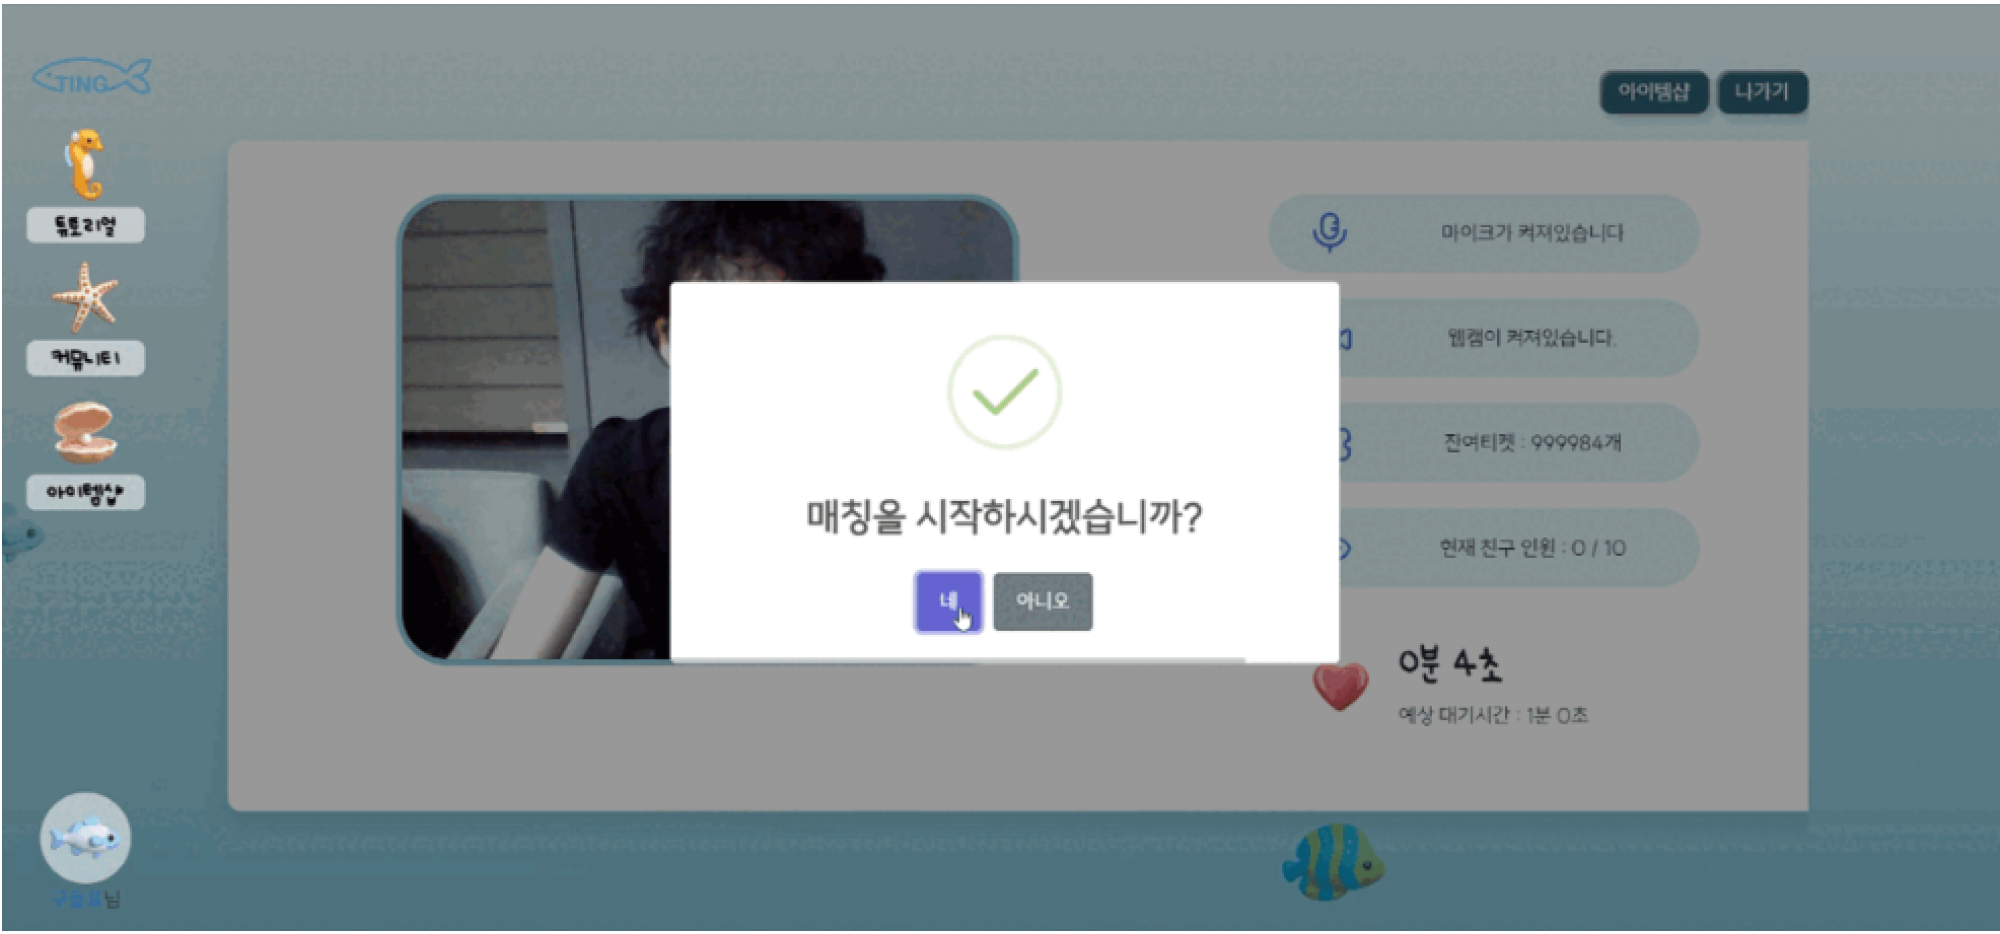 TING
아이템샵
나가기
튜토리얼
커뮤니티
아이템샵
마이크가 켜져있습니다
웹캠이 켜져있습니다.
잔여티켓 : 999984개
현재 친구 인원 : 0 / 10
매칭을 시작하시겠습니까?
네
아니오
0분 4초
예상 대기시간 : 1분 0초
님